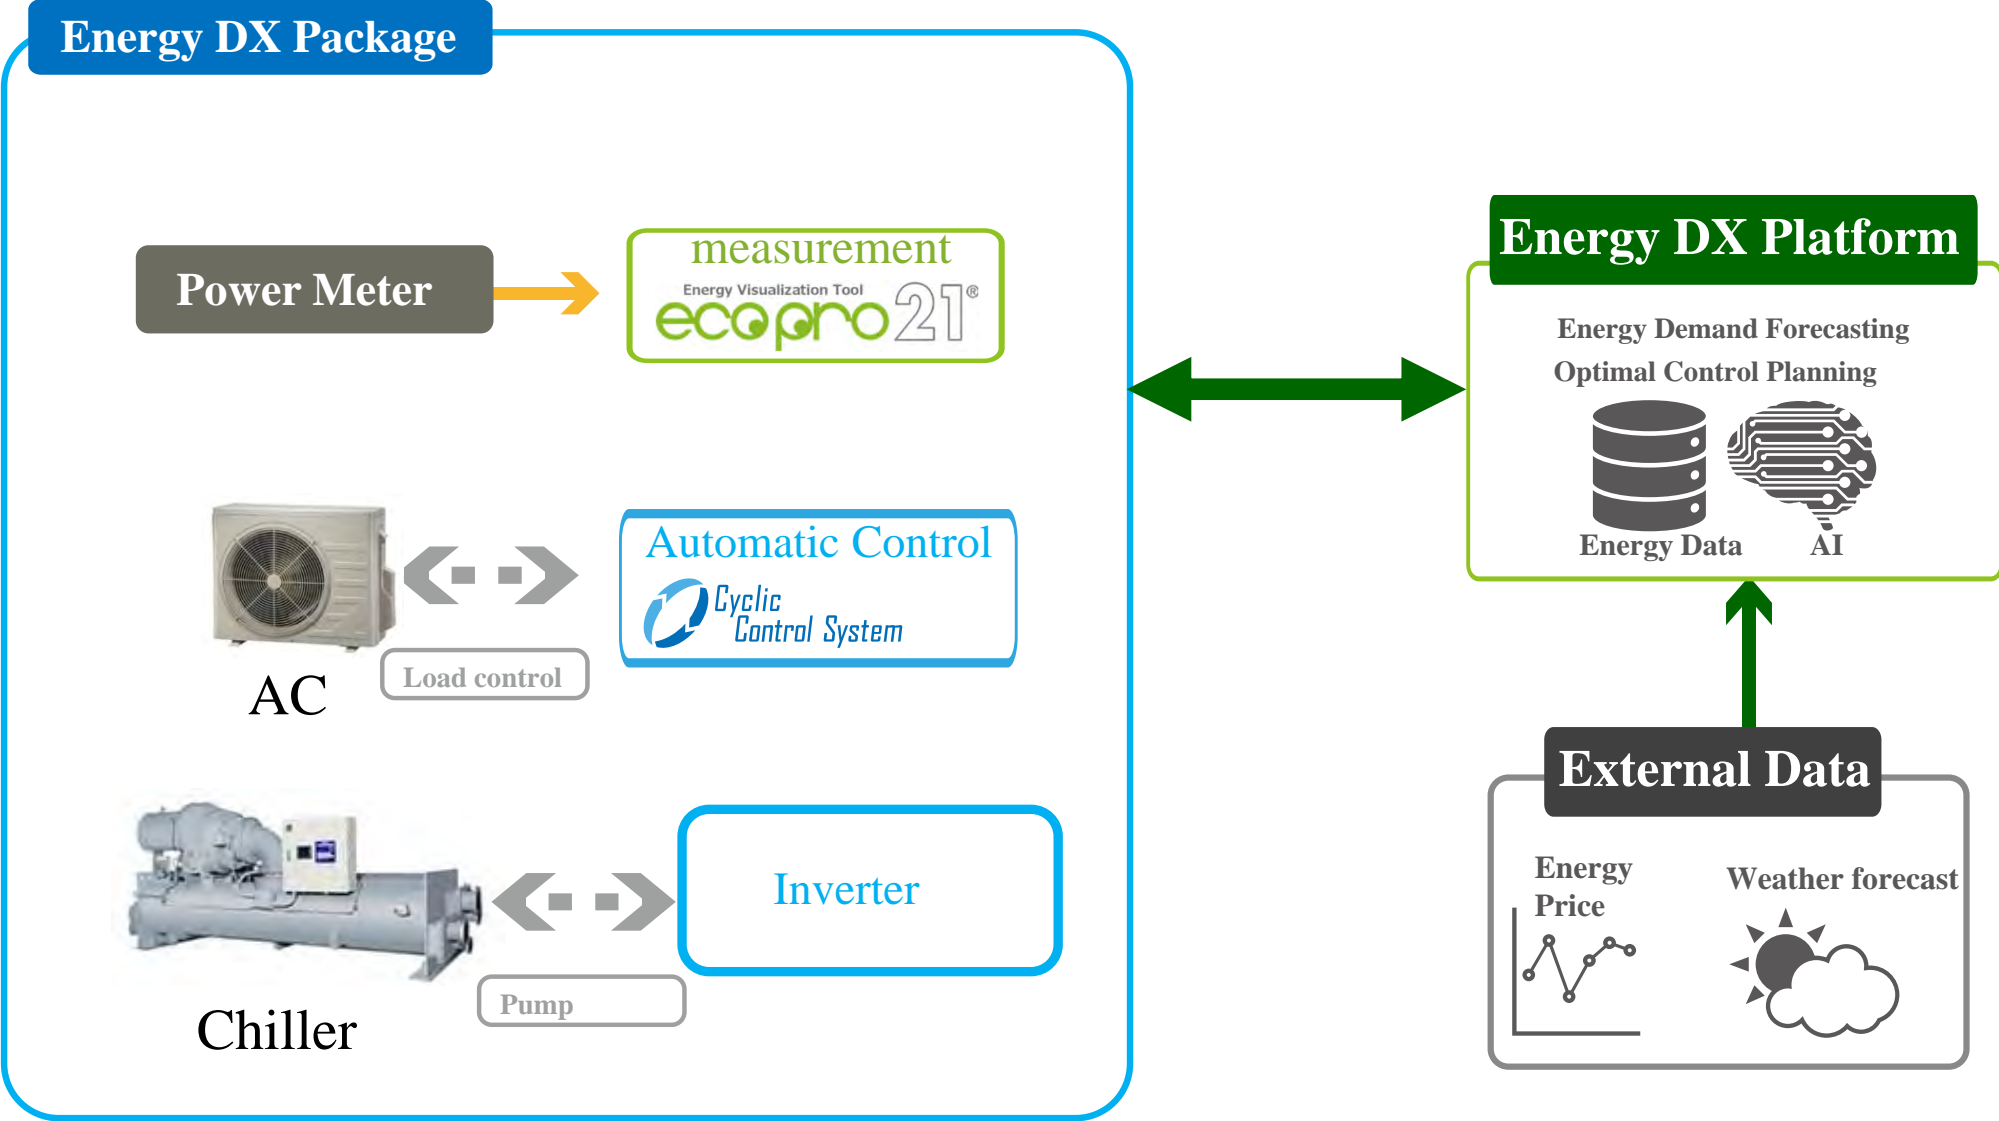 Energy DX Package
Power Meter
measurement
Energy Visualization Tool
ecopro21®
AC
Load control
Automatic Control
Cyclic
Control System
Chiller
Pump
Inverter
Energy DX Platform
Energy Demand Forecasting
Optimal Control Planning
Energy Data
AI
External Data
Energy
Price
Weather forecast